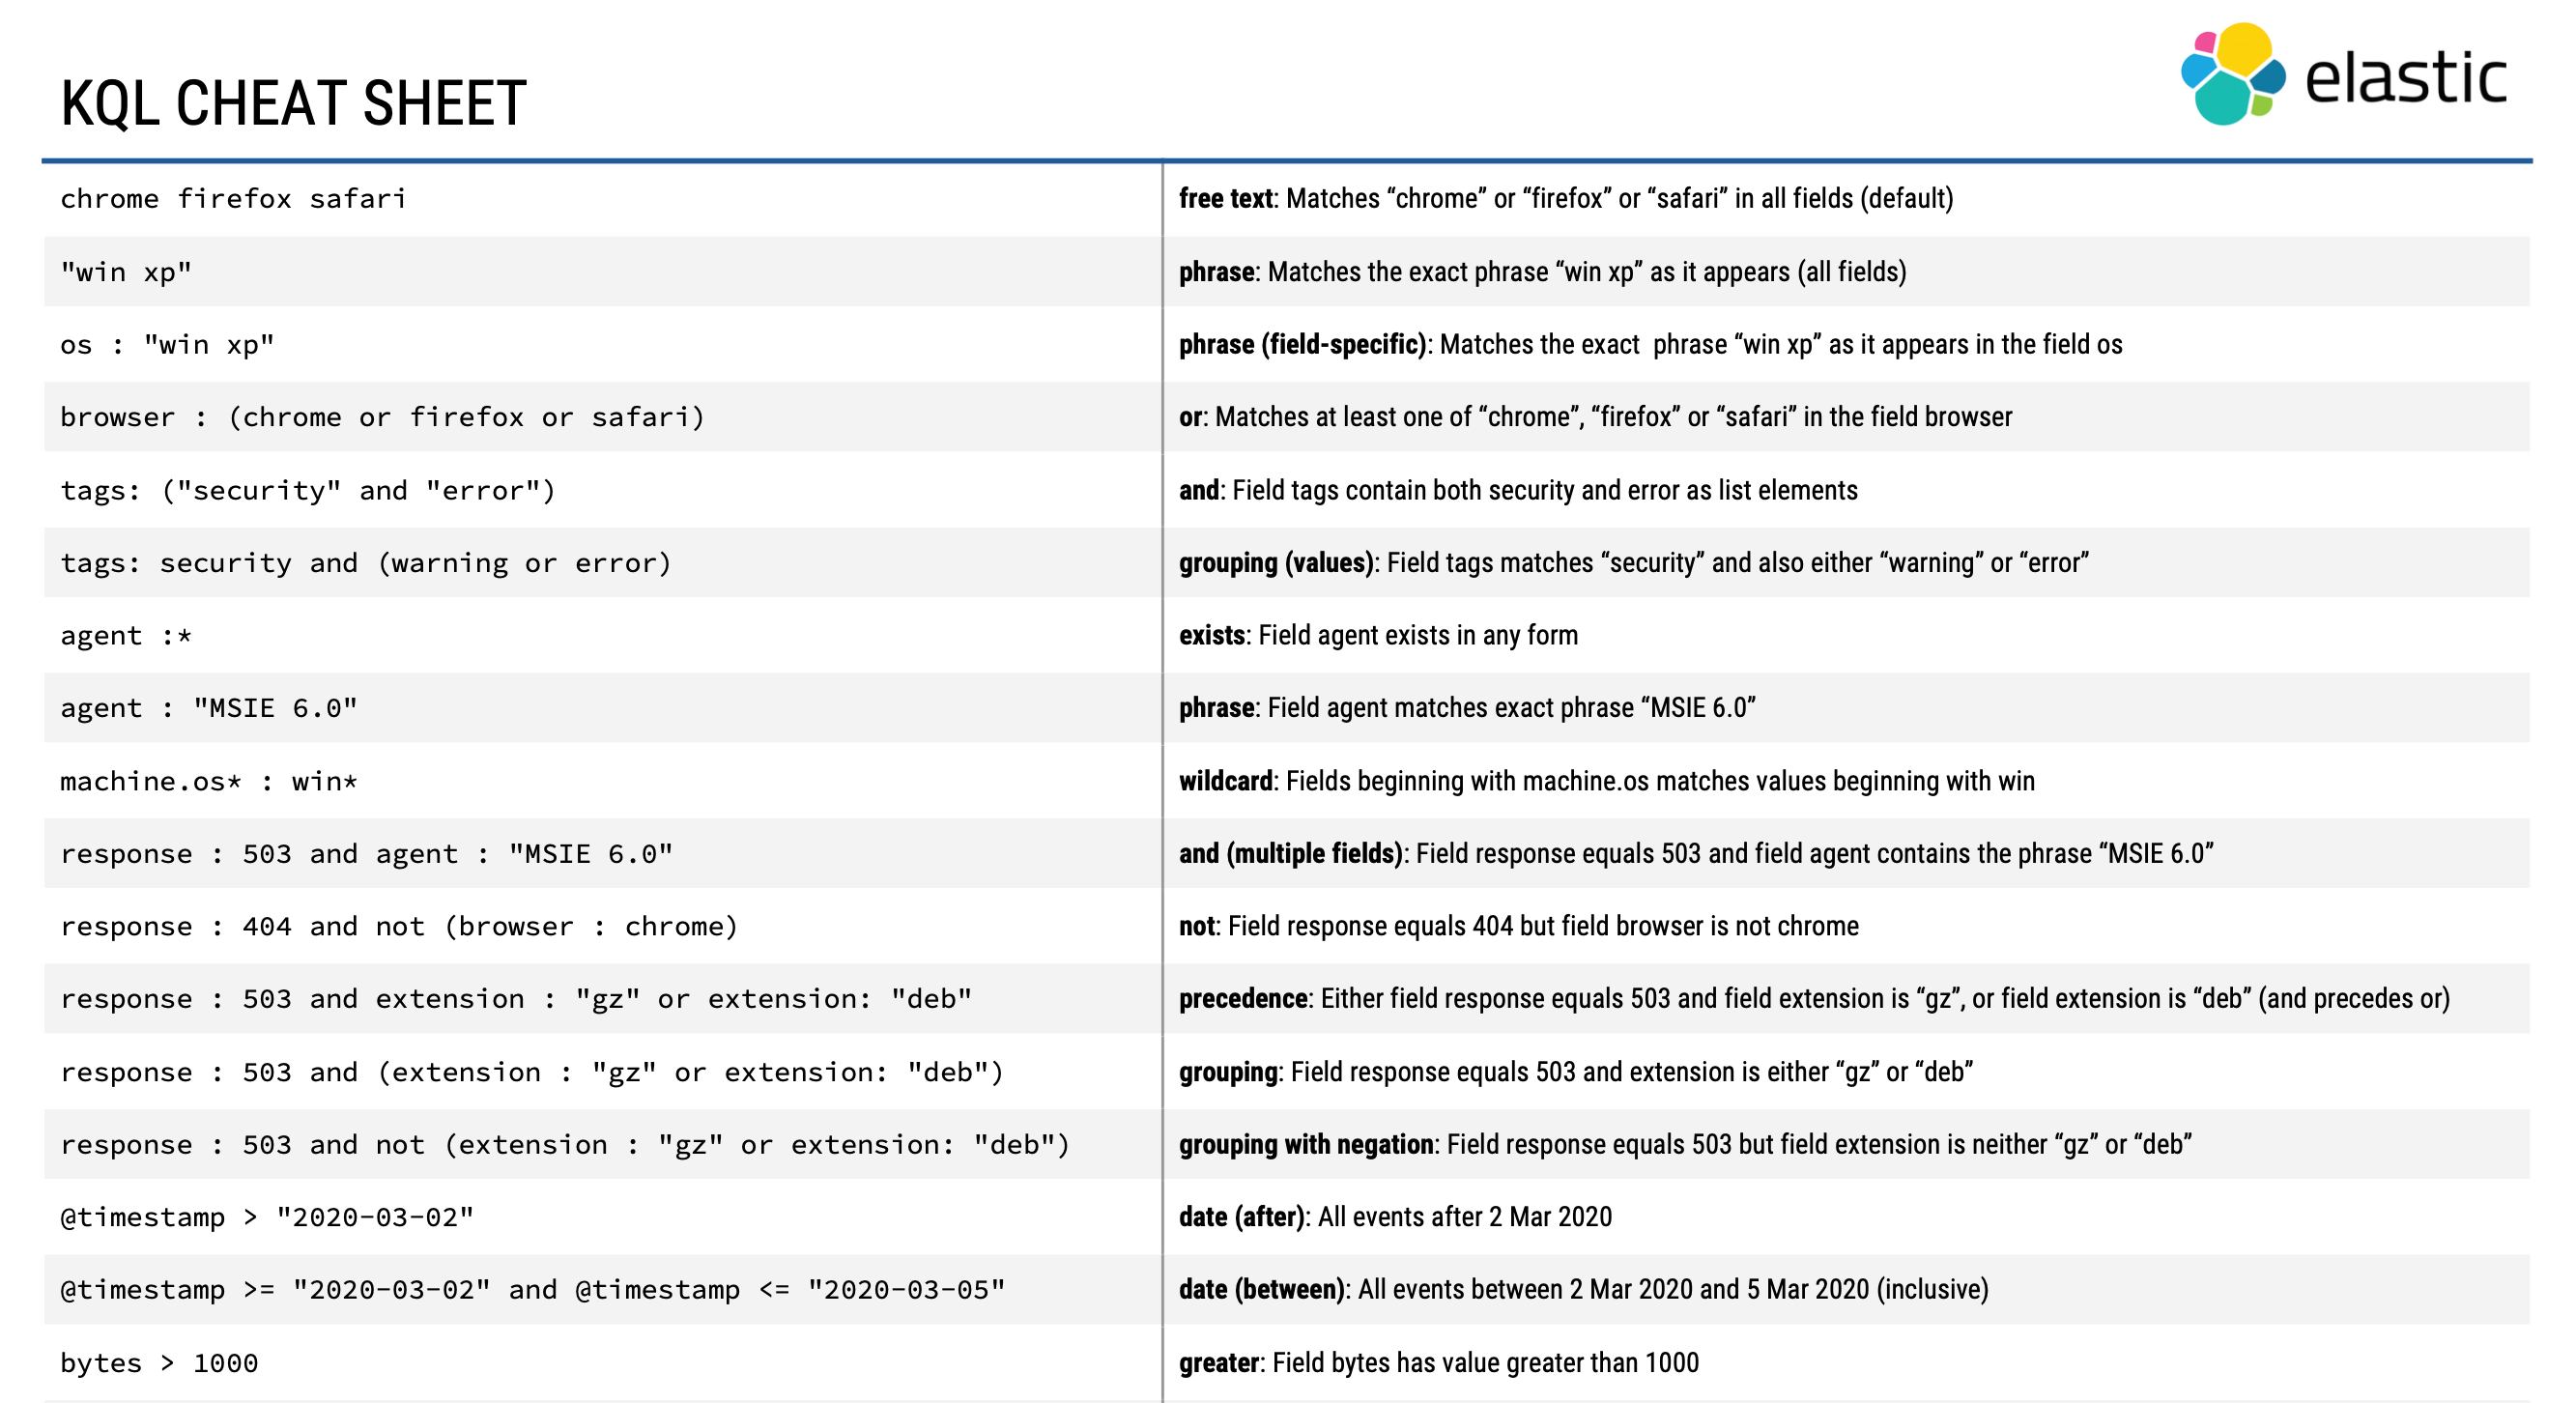 KQL CHEAT SHEET
elastic
chrome firefox safari
free text: Matches “chrome” or “firefox” or “safari” in all fields (default)
"win xp"
phrase: Matches the exact phrase “win xp” as it appears (all fields)
os : "win xp"
phrase (field-specific): Matches the exact  phrase “win xp” as it appears in the field os
browser : (chrome or firefox or safari)
or: Matches at least one of “chrome”, “firefox” or “safari” in the field browser
tags: ("security" and "error")
and: Field tags contain both security and error as list elements
tags: security and (warning or error)
grouping (values): Field tags matches “security” and also either “warning” or “error”
agent :*
exists: Field agent exists in any form
agent : "MSIE 6.0"
phrase: Field agent matches exact phrase “MSIE 6.0”
machine.os* : win*
wildcard: Fields beginning with machine.os matches values beginning with win
response : 503 and agent : "MSIE 6.0"
and (multiple fields): Field response equals 503 and field agent contains the phrase “MSIE 6.0”
response : 404 and not (browser : chrome)
not: Field response equals 404 but field browser is not chrome
response : 503 and extension : "gz" or extension: "deb"
precedence: Either field response equals 503 and field extension is “gz”, or field extension is “deb” (and precedes or)
response : 503 and (extension : "gz" or extension: "deb")
grouping: Field response equals 503 and extension is either “gz” or “deb”
response : 503 and not (extension : "gz" or extension: "deb")
grouping with negation: Field response equals 503 but field extension is neither “gz” or “deb”
@timestamp > "2020-03-02"
date (after): All events after 2 Mar 2020
@timestamp >= "2020-03-02" and @timestamp <= "2020-03-05"
date (between): All events between 2 Mar 2020 and 5 Mar 2020 (inclusive)
bytes > 1000
greater: Field bytes has value greater than 1000